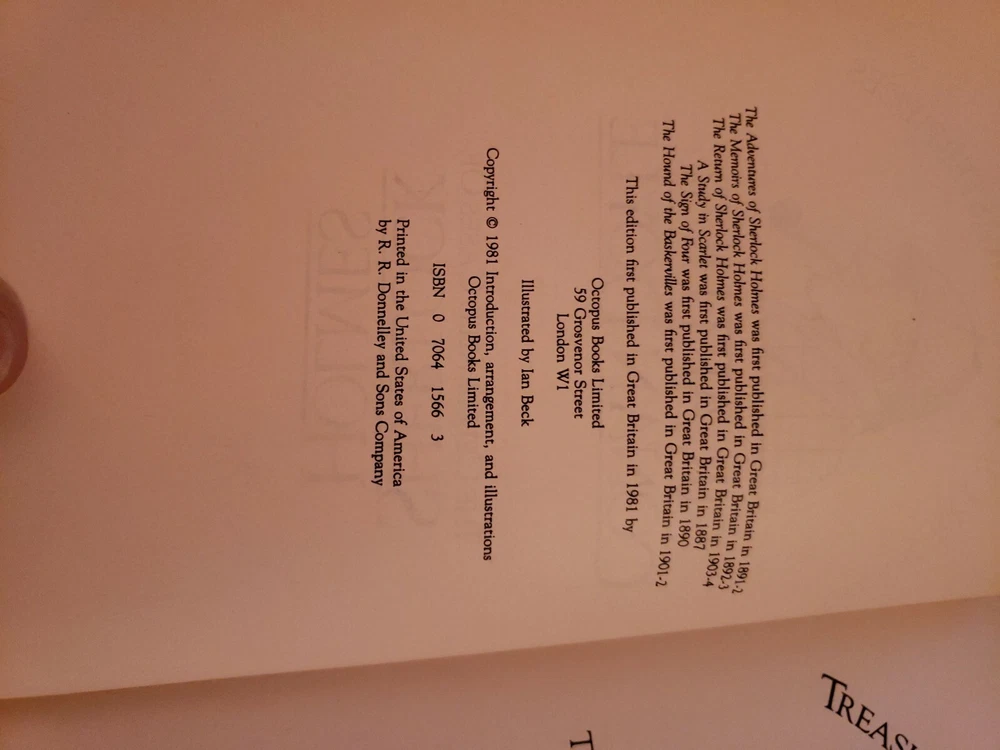 The Adventures of Sherlock Holmes was first published in Great Britain in 1891-2
The Memoirs of Sherlock Holmes was first published in Great Britain in 1892-3
The Return of Sherlock Holmes was first published in Great Britain in 1903-4
A Study in Scarlet was first published in Great Britain in 1887
The Sign of Four was first published in Great Britain in 1890
The Hound of the Baskervilles was first published in Great Britain in 1901-2
This edition first published in Great Britain in 1981 by
Octopus Books Limited
59 Grosvenor Street
London W1
Illustrated by Ian Beck
Copyright © 1981 Introduction, arrangement, and illustrations
Octopus Books Limited
ISBN 0 7064 1566 3
Printed in the United States of America
by R. R. Donnelley and Sons Company